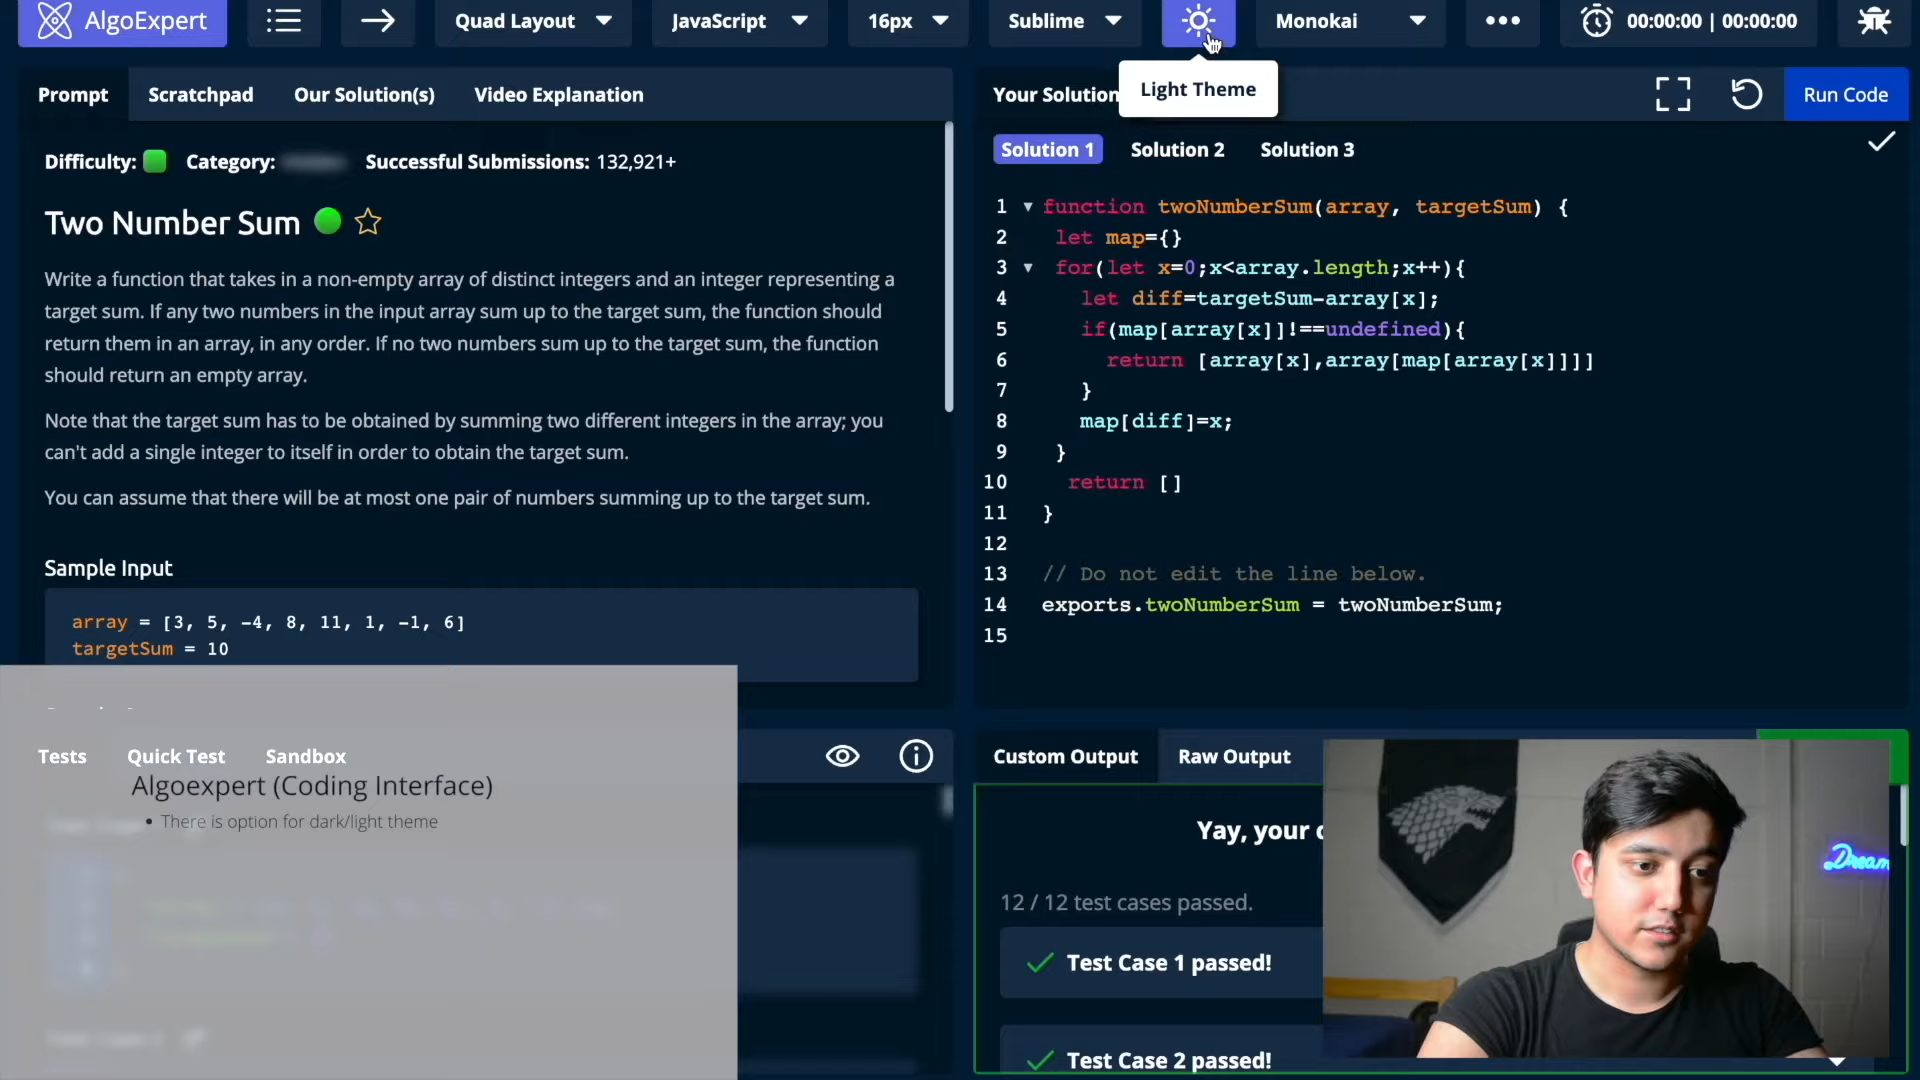 AlgoExpert
Quad Layout
JavaScript
16px
Sublime
Monokai
00:00:00 | 00:00:00
Light Theme
Prompt
Scratchpad
Our Solution(s)
Video Explanation
Difficulty:
Category:
Successful Submissions: 132,921+
Two Number Sum
Write a function that takes in a non-empty array of distinct integers and an integer representing a
target sum. If any two numbers in the input array sum up to the target sum, the function should
return them in an array, in any order. If no two numbers sum up to the target sum, the function
should return an empty array.
Note that the target sum has to be obtained by summing two different integers in the array; you
can't add a single integer to itself in order to obtain the target sum.
You can assume that there will be at most one pair of numbers summing up to the target sum.
Sample Input
array = [3, 5, -4, 8, 11, 1, -1, 6]
targetSum = 10
Your Solution
Run Code
Solution 1
Solution 2
Solution 3
1 function twoNumberSum(array, targetSum) {
2 let map={}
3 for(let x=0;x<array.length;x++){
4 let diff=targetSum-array[x];
5 if(map[array[x]]!==undefined){
6 return [array[x],array[map[array[x]]]]
7 }
8 map[diff]=x;
9 }
10 return []
11 }
12
13 // Do not edit the line below.
14 exports.twoNumberSum = twoNumberSum;
15
Tests
Quick Test
Sandbox
Algoexpert (Coding Interface)
• There is option for dark/light theme
Custom Output
Raw Output
Yay, your
12 / 12 test cases passed.
Test Case 1 passed!
Test Case 2 passed!
Dream